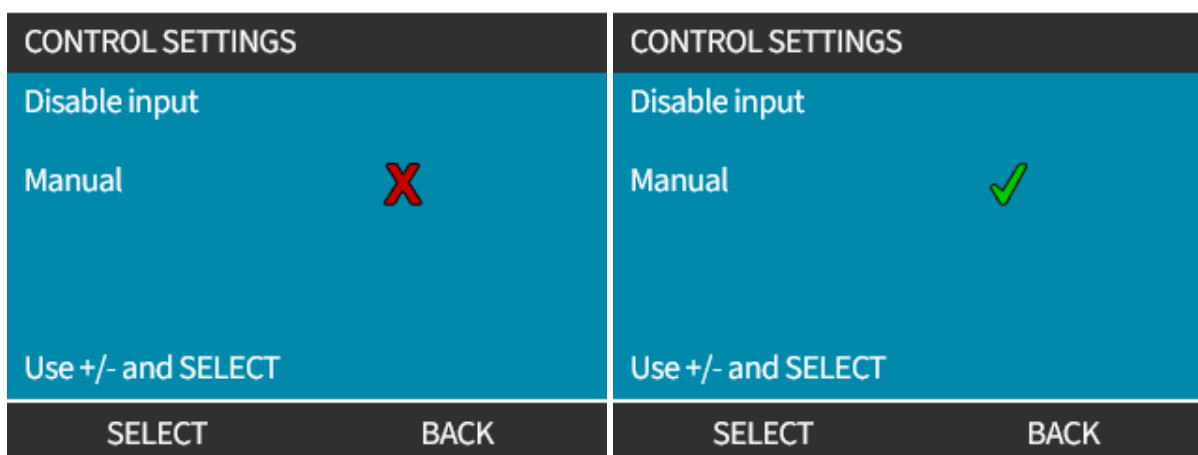 CONTROL SETTINGS
Disable input
Manual X
Use +/- and SELECT
SELECT BACK
CONTROL SETTINGS
Disable input
Manual ✓
Use +/- and SELECT
SELECT BACK